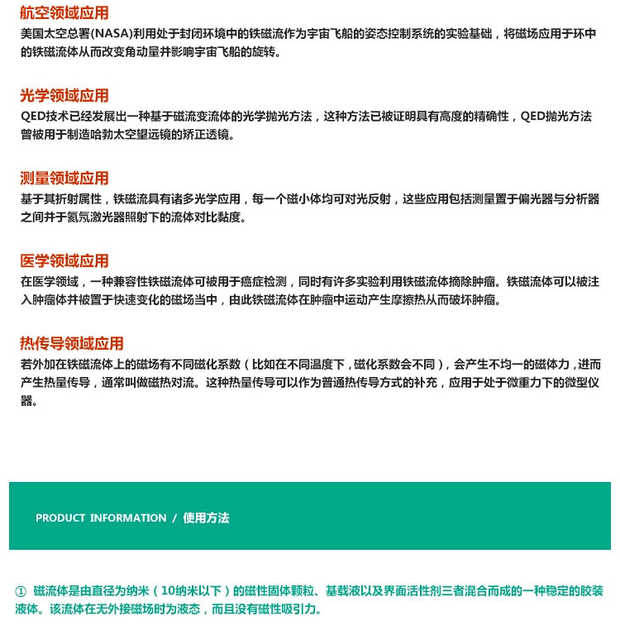 航空领域应用
美国太空总署(NASA)利用处于封闭环境中的铁磁流作为宇宙飞船的姿态控制系统的实验基础，将磁场应用于环中
的铁磁流体从而改变角动量并影响宇宙飞船的旋转。
光学领域应用
QED技术已经发展出一种基于磁流变流体的光学抛光方法，这种方法已被证明具有高度的精确性，QED抛光方法
曾被用于制造哈勃太空望远镜的矫正透镜。
测量领域应用
基于其折射属性，铁磁流具有诸多光学应用，每一个磁小体均可对光反射，这些应用包括测量置于偏光器与分析器
之间并于氦氖激光器照射下的流体对比黏度。
医学领域应用
在医学领域，一种兼容性铁磁流体可被用于癌症检测，同时有许多实验利用铁磁流体摘除肿瘤。铁磁流体可以被注
入肿瘤体并被置于快速变化的磁场当中，由此铁磁流体在肿瘤中运动产生摩擦热从而破坏肿瘤。
热传导领域应用
若外加在铁磁流体上的磁场有不同磁化系数（比如在不同温度下，磁化系数会不同），会产生不均一的磁体力，进而
产生热量传导，通常叫做磁热对流。这种热量传导可以作为普通热传导方式的补充，应用于处于微重力下的微型仪
器。
PRODUCT INFORMATION / 使用方法
① 磁流体是由直径为纳米（10纳米以下）的磁性固体颗粒、基载液以及界面活性剂三者混合而成的一种稳定的胶装
液体。该流体在无外接磁场时为液态，而且没有磁性吸引力。